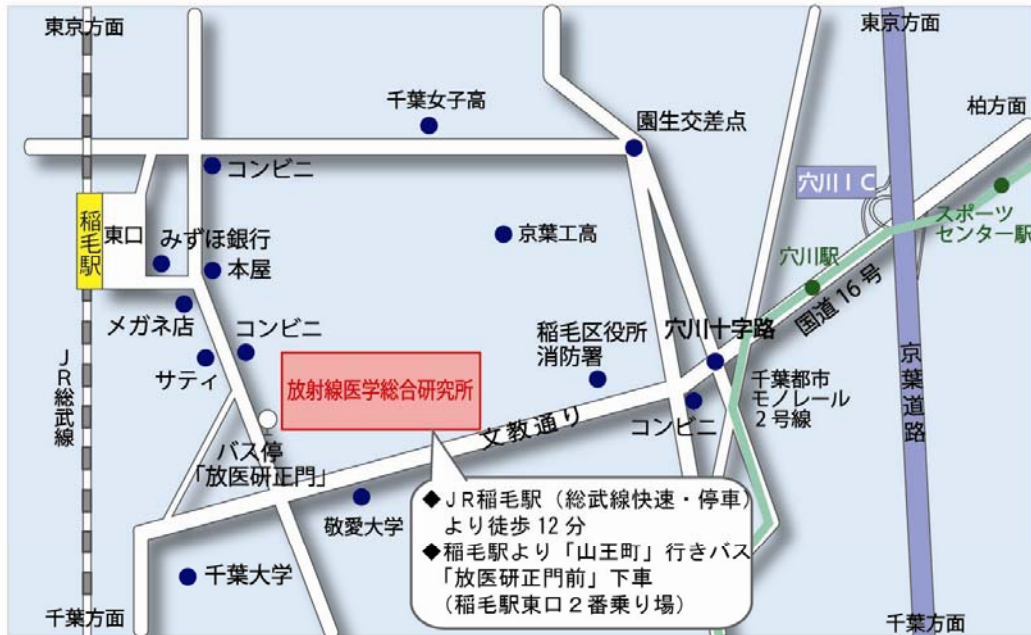 東京方面
東京方面
千葉女子高
園生交差点
柏方面
コンビニ
穴川IC
稲毛駅
東口
みずほ銀行
京葉工高
スポーツ
センター駅
本屋
穴川駅
国道16号
メガネ店
コンビニ
稲毛区役所
消防署
穴川十字路
JR総武線
サティ
放射線医学総合研究所
千葉都市
モノレール
2号線
京葉道路
コンビニ
文教通り
バス停
「放医研正門」
敬愛大学
千葉大学
◆JR稲毛駅(総武線快速・停車)
より徒歩12分
◆稲毛駅より「山王町」行きバス
「放医研正門前」下車
(稲毛駅東口2番乗り場)
千葉方面
千葉方面